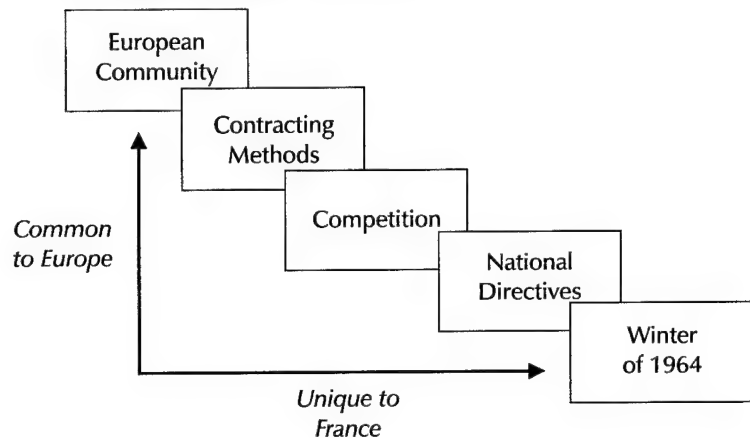 European
Community
Contracting
Methods
Competition
Common
to Europe
National
Directives
Winter
of 1964
Unique to
France